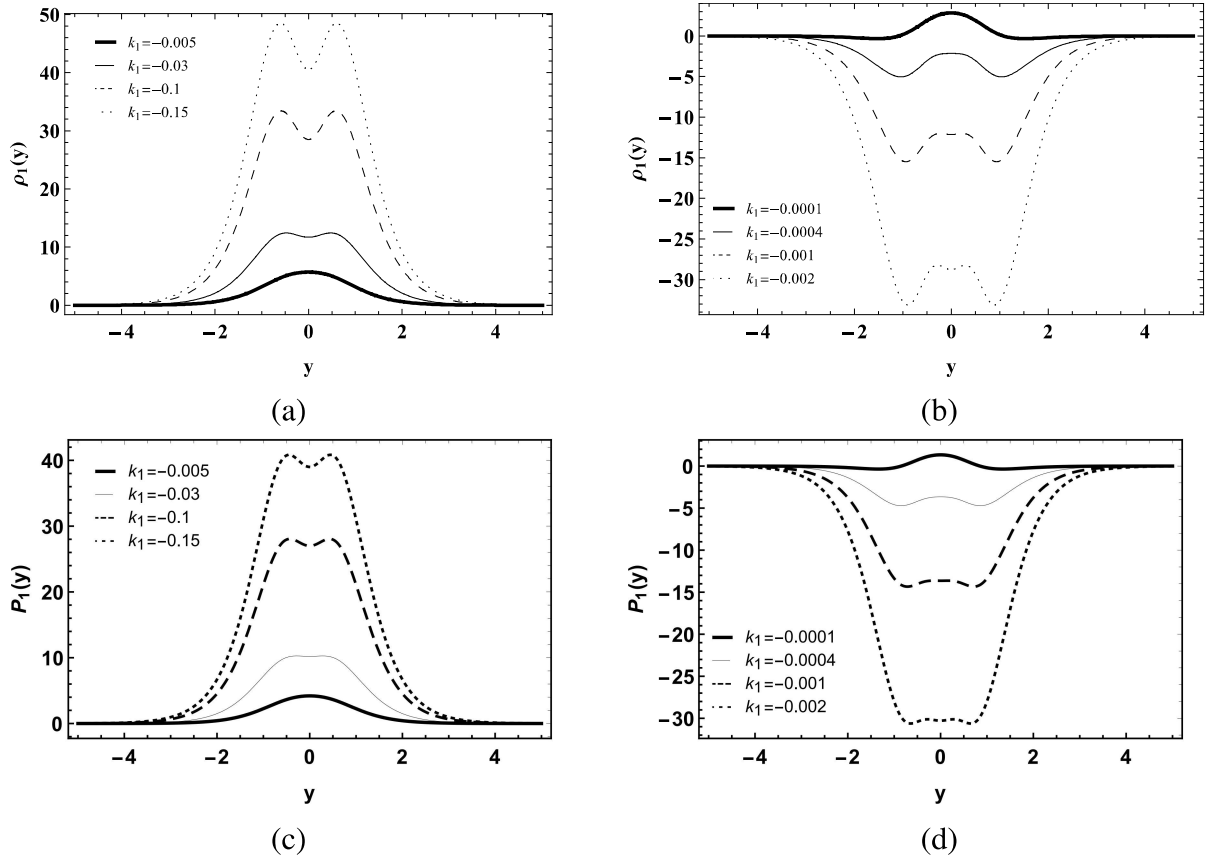 50
40
30
20
10
0
ρ₁(y)
k₁=−0.005
k₁=−0.03
k₁=−0.1
k₁=−0.15
−4 −2 0 2 4
y
(a)
0
−5
−10
−15
−20
−25
−30
ρ₁(y)
k₁=−0.0001
k₁=−0.0004
k₁=−0.001
k₁=−0.002
−4 −2 0 2 4
y
(b)
40
30
20
10
0
P₁(y)
k₁=−0.005
k₁=−0.03
k₁=−0.1
k₁=−0.15
−4 −2 0 2 4
y
(c)
0
−5
−10
−15
−20
−25
−30
P₁(y)
k₁=−0.0001
k₁=−0.0004
k₁=−0.001
k₁=−0.002
−4 −2 0 2 4
y
(d)